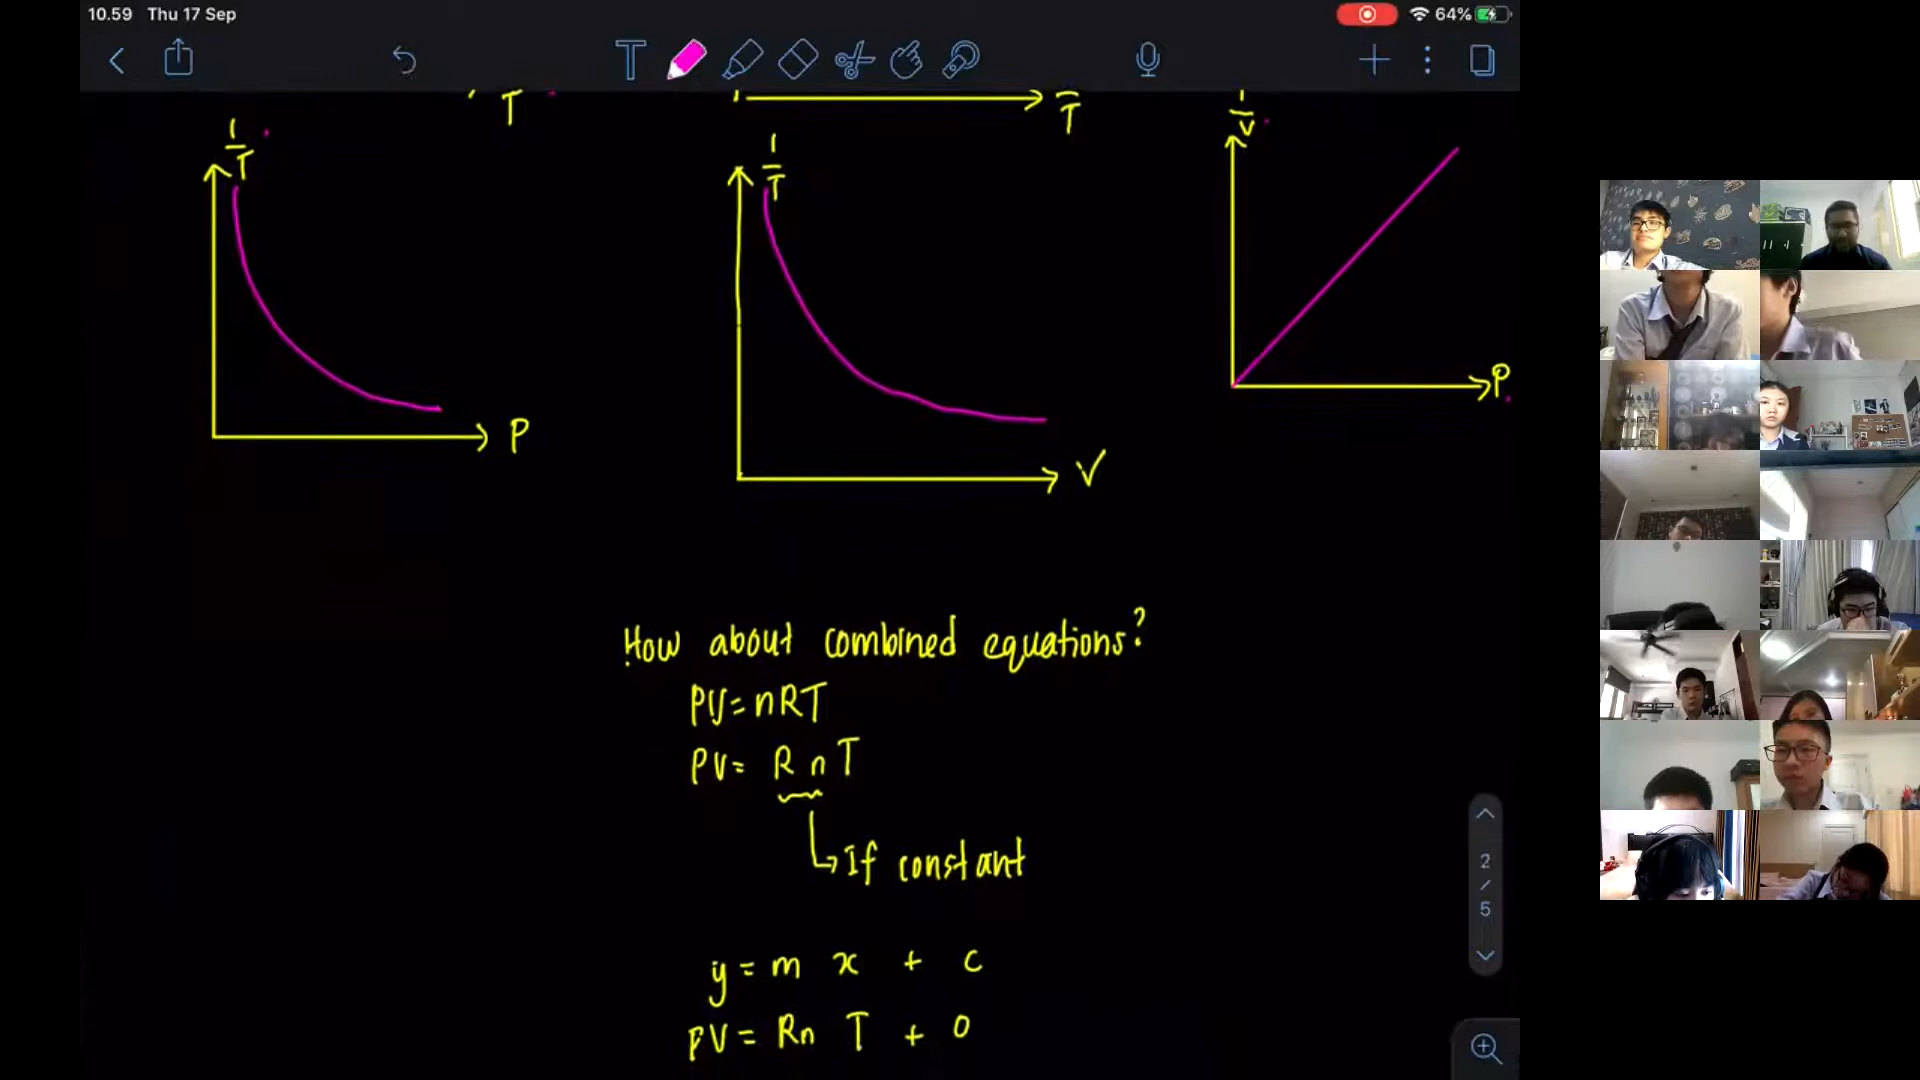 10.59 Thu 17 Sep
64%
T
T
1
T
T
1
V
1
T
1
T
P
V
P
How about combined equations?
PV = nRT
PV = R n T
If constant
y = m x + c
PV = Rn T + 0
2
/
5